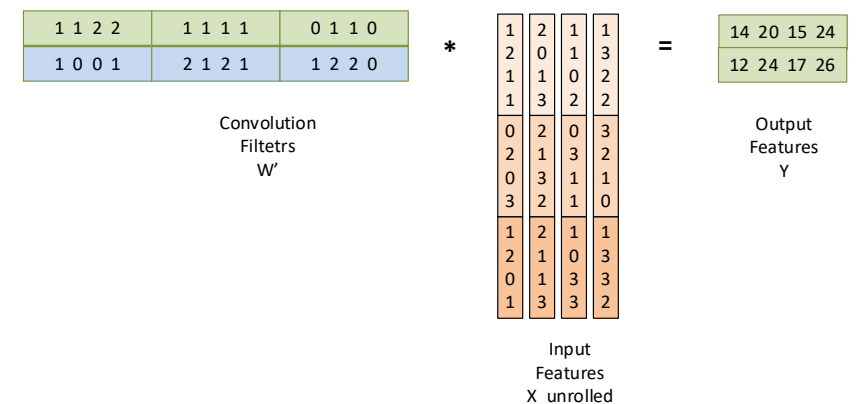 1 1 2 2 1 1 1 1 0 1 1 0
1 0 0 1 2 1 2 1 1 2 2 0
Convolution
Filtetrs
W’
*
1 2 1 1
2 0 1 3
1 1 0 2
1 3 2 2
0 2 0 3
2 1 3 2
0 3 1 1
3 2 1 0
1 2 0 1
2 1 1 3
1 0 3 3
1 3 3 2
Input
Features
X unrolled
=
14 20 15 24
12 24 17 26
Output
Features
Y